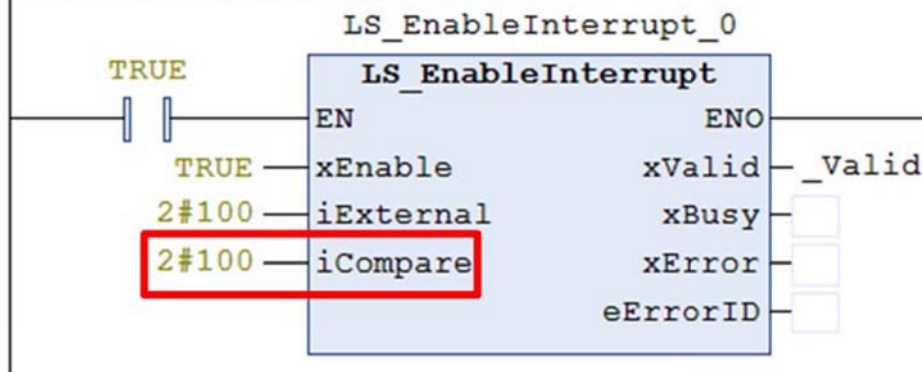 LS_EnableInterrupt_0
TRUE
LS_EnableInterrupt
EN ENO
TRUE xEnable xValid _Valid
2#100 iExternal xBusy
2#100 iCompare xError
eErrorID